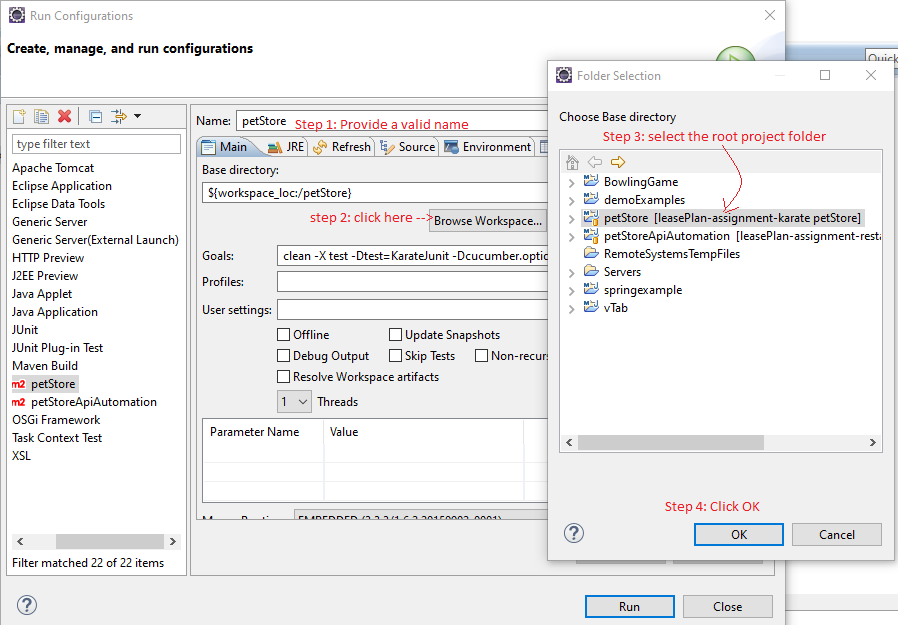 Run Configurations
Create, manage, and run configurations
type filter text
Apache Tomcat
Eclipse Application
Eclipse Data Tools
Generic Server
Generic Server(External Launch)
HTTP Preview
J2EE Preview
Java Applet
Java Application
JUnit
JUnit Plug-in Test
Maven Build
m2 petStore
m2 petStoreApiAutomation
OSGi Framework
Task Context Test
XSL
Filter matched 22 of 22 items
Name: petStore
Step 1: Provide a valid name
Main JRE Refresh Source Environment
Base directory:
${workspace_loc:/petStore}
step 2: click here --> Browse Workspace...
Goals: clean -X test -Dtest=KarateJunit -Dcucumber.optio
Profiles:
User settings:
Offline Update Snapshots
Debug Output Skip Tests Non-recurs
Resolve Workspace artifacts
1 Threads
Parameter Name Value
Run Close
Quick
Folder Selection
Choose Base directory
Step 3: select the root project folder
BowlingGame
demoExamples
petStore [leasePlan-assignment-karate petStore]
petStoreApiAutomation [leasePlan-assignment-resta
RemoteSystemsTempFiles
Servers
springexample
vTab
Step 4: Click OK
OK Cancel